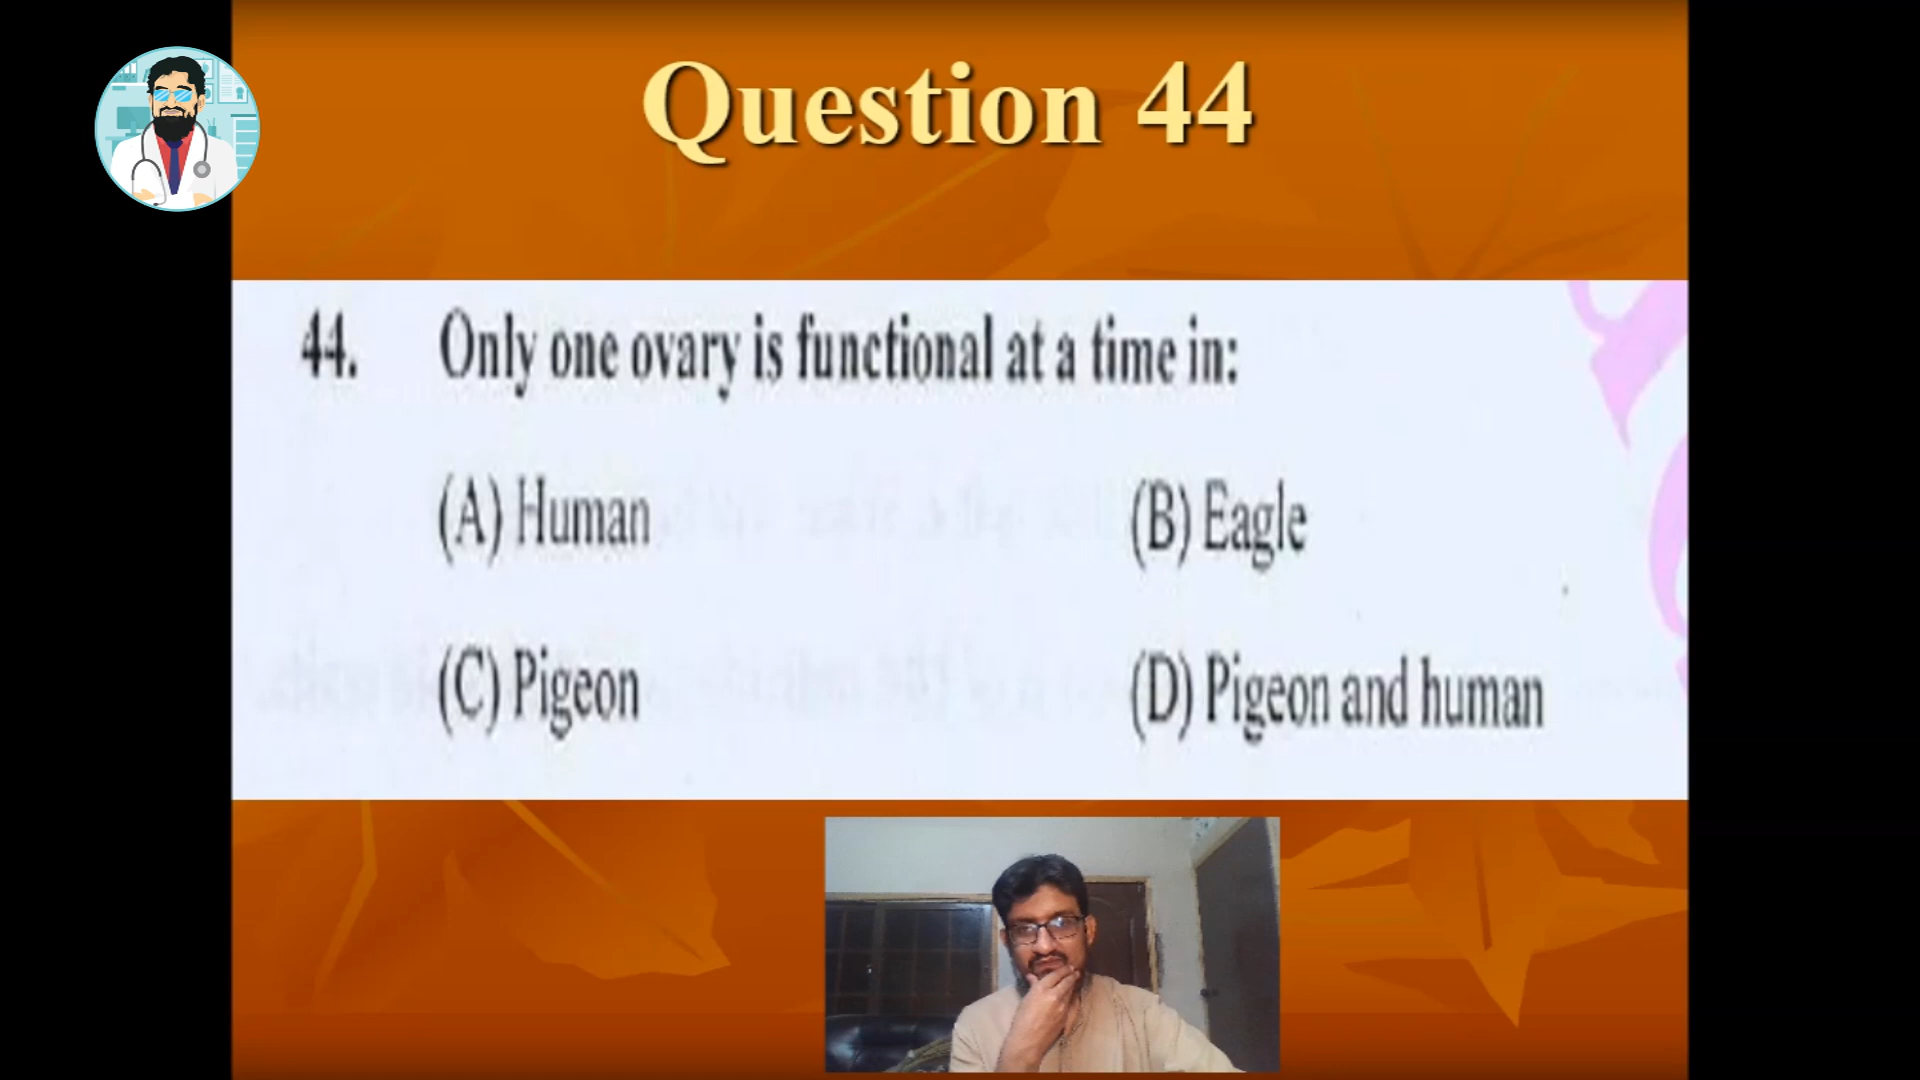 Question 44
44. Only one ovary is functional at a time in:
(A) Human (B) Eagle
(C) Pigeon (D) Pigeon and human